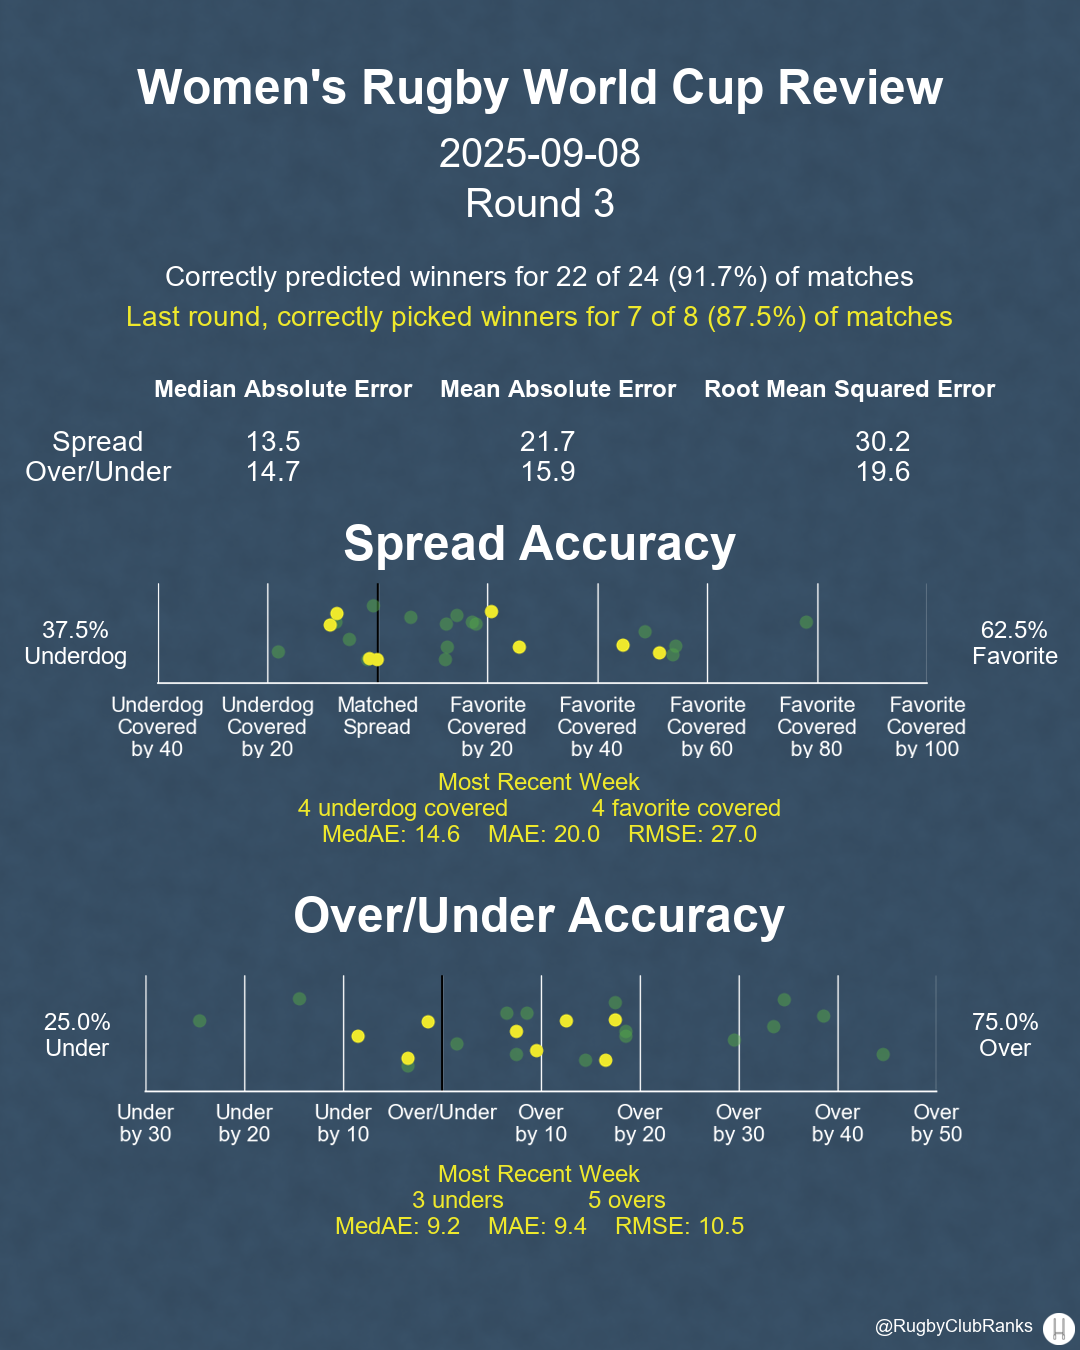 Women's Rugby World Cup Review
2025-09-08
Round 3
Correctly predicted winners for 22 of 24 (91.7%) of matches
Last round, correctly picked winners for 7 of 8 (87.5%) of matches
Median Absolute Error Mean Absolute Error Root Mean Squared Error
Spread 13.5 21.7 30.2
Over/Under 14.7 15.9 19.6
Spread Accuracy
37.5% 62.5%
Underdog Favorite
Underdog Underdog Matched Favorite Favorite Favorite Favorite Favorite
Covered Covered Spread Covered Covered Covered Covered Covered
by 40 by 20 by 20 by 40 by 60 by 80 by 100
Most Recent Week
4 underdog covered 4 favorite covered
MedAE: 14.6 MAE: 20.0 RMSE: 27.0
Over/Under Accuracy
25.0% 75.0%
Under Over
Under Under Under Over/Under Over Over Over Over Over
by 30 by 20 by 10 by 10 by 20 by 30 by 40 by 50
Most Recent Week
3 unders 5 overs
MedAE: 9.2 MAE: 9.4 RMSE: 10.5
@RugbyClubRanks